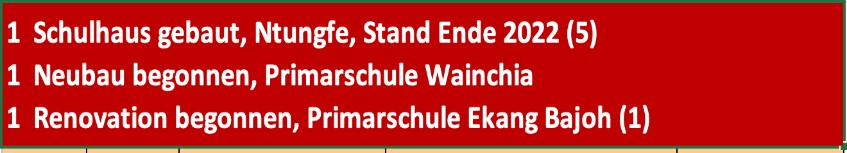 1 Schulhaus gebaut, Ntungfe, Stand Ende 2022 (5)
1 Neubau begonnen, Primarschule Wainchia
1 Renovation begonnen, Primarschule Ekang Bajoh (1)